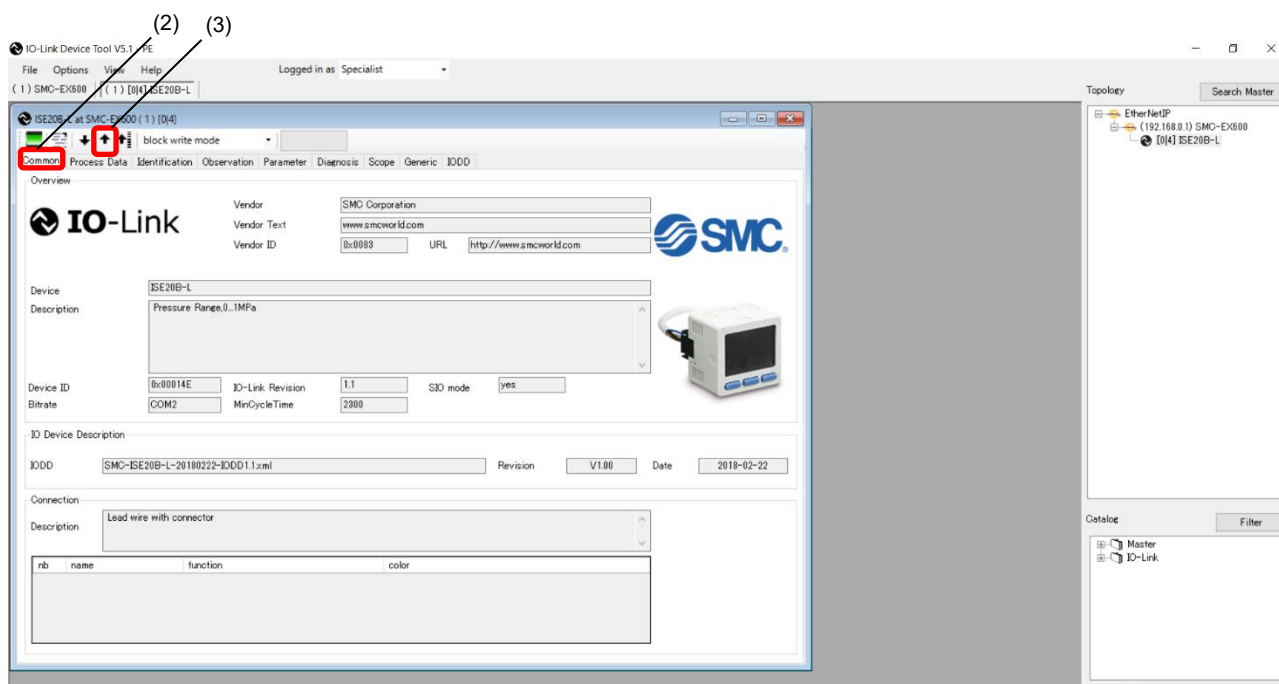 (2) (3)
IO-Link Device Tool V5.1 - PE
File Options View Help Logged in as Specialist
( 1 ) SMC-EX600 ( 1 ) [0|4] ISE20B-L
Topology Search Master
EtherNetIP
(192.168.0.1) SMC-EX600
[0|4] ISE20B-L
ISE20B-L at SMC-EX600 ( 1 ) [0|4]
block write mode
Common Process Data Identification Observation Parameter Diagnosis Scope Generic IODD
Overview
IO-Link
Vendor SMC Corporation
Vendor Text www.smcworld.com
Vendor ID 0x0083 URL http://www.smcworld.com
SMC.
Device ISE20B-L
Description Pressure Range,0..1MPa
Device ID 0x00014E IO-Link Revision 1.1 SIO mode yes
Bitrate COM2 MinCycleTime 2300
IO Device Description
IODD SMC-ISE20B-L-20180222-IODD1.1.xml Revision V1.00 Date 2018-02-22
Connection
Description Lead wire with connector
nb name function color
Catalog Filter
Master
IO-Link